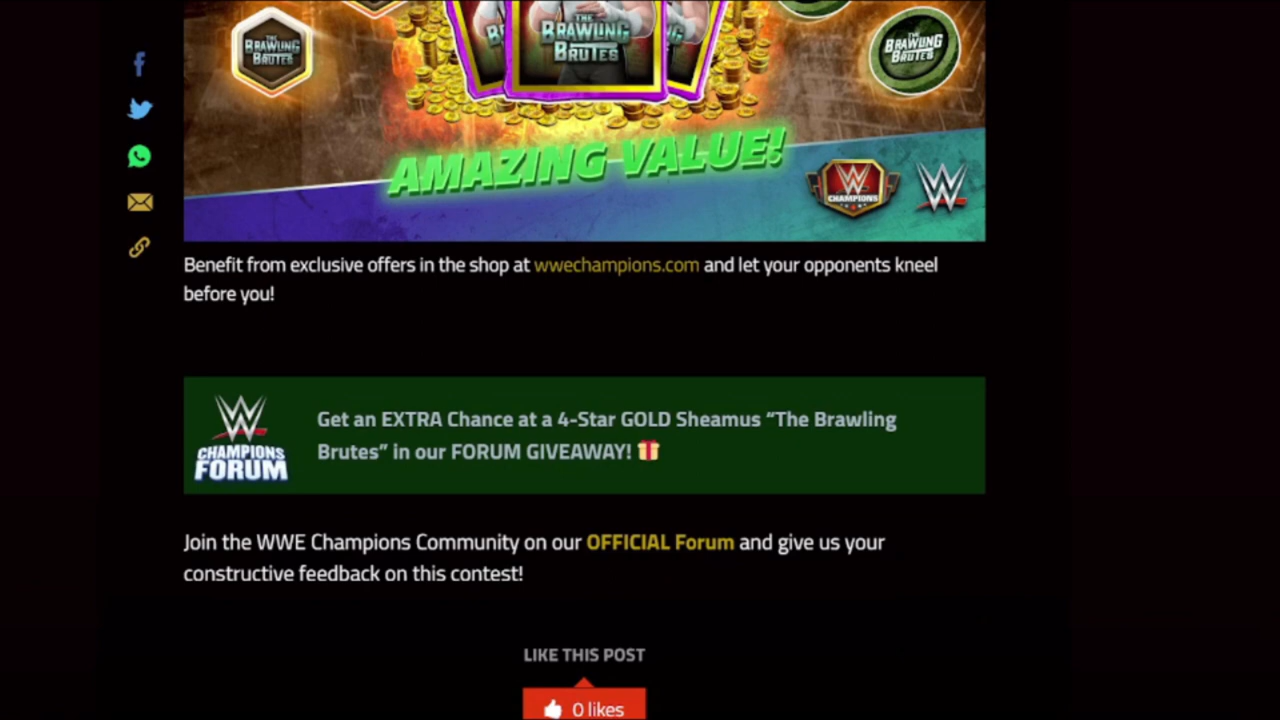 THE
BRAWLING
BRUTES
THE
BRAWLING
BRUTES
THE
BRAWLING
BRUTES
AMAZING VALUE!
CHAMPIONS
Benefit from exclusive offers in the shop at wwechampions.com and let your opponents kneel
before you!
CHAMPIONS
FORUM
Get an EXTRA Chance at a 4-Star GOLD Sheamus “The Brawling
Brutes” in our FORUM GIVEAWAY!
Join the WWE Champions Community on our OFFICIAL Forum and give us your
constructive feedback on this contest!
LIKE THIS POST
0 likes